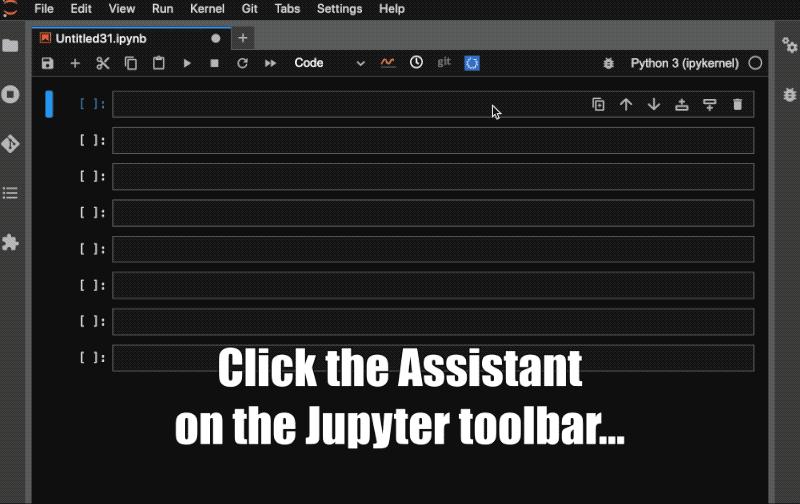 File Edit View Run Kernel Git Tabs Settings Help
Untitled31.ipynb
Code git Python 3 (ipykernel)
[ ]:
[ ]:
[ ]:
[ ]:
[ ]:
[ ]:
[ ]:
[ ]:
Click the Assistant
on the Jupyter toolbar...